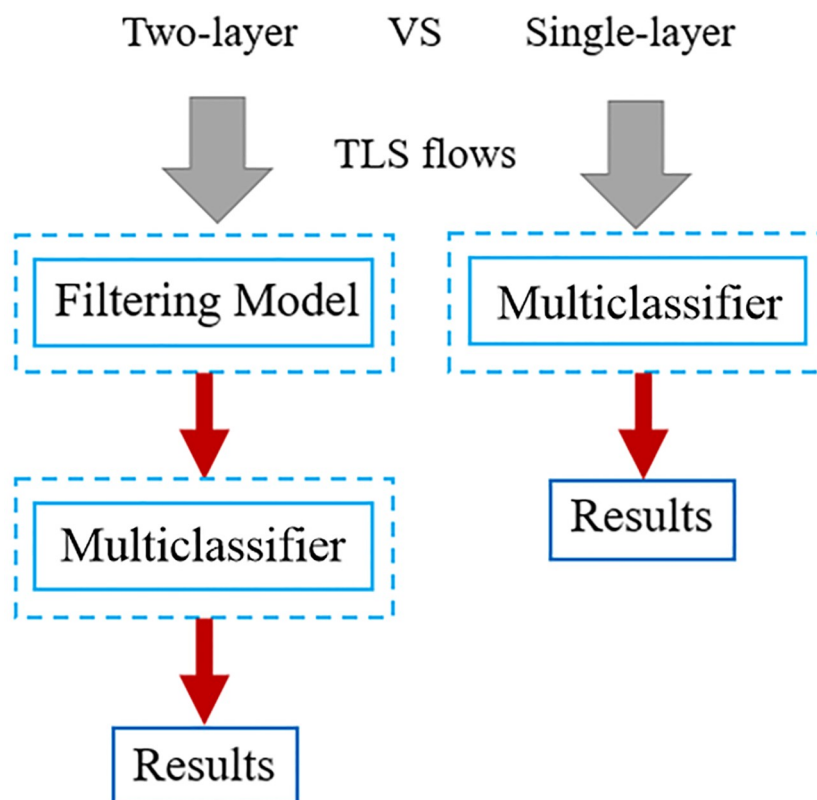 Two-layer VS Single-layer
TLS flows
Filtering Model
Multiclassifier
Multiclassifier
Results
Results